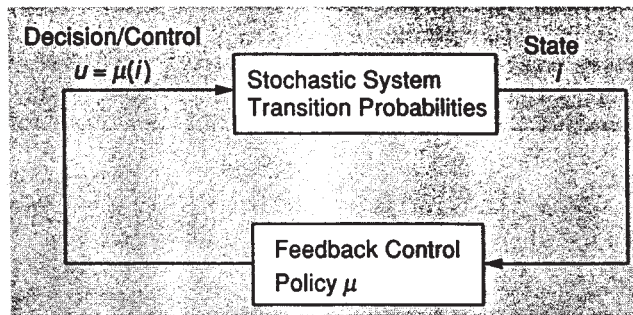 Decision/Control
u = μ(i)
Stochastic System
Transition Probabilities
State
i
Feedback Control
Policy μ